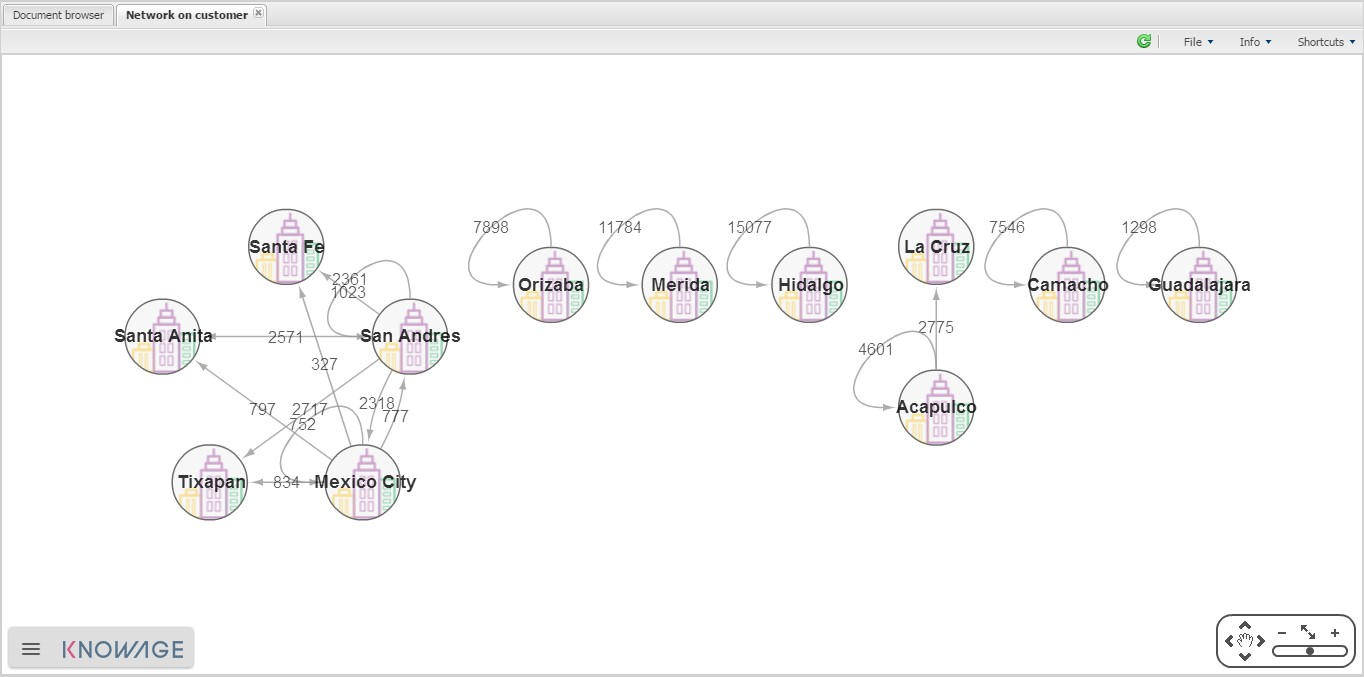 Document browser
Network on customer
File
Info
Shortcuts
Santa Fe
2361
1023
Santa Anita
2571
San Andres
327
797
2717
752
2318
777
Tixapan
834
Mexico City
7898
Orizaba
11784
Merida
15077
Hidalgo
La Cruz
2775
4601
Acapulco
7546
Camacho
1298
Guadalajara
KNOWAGE